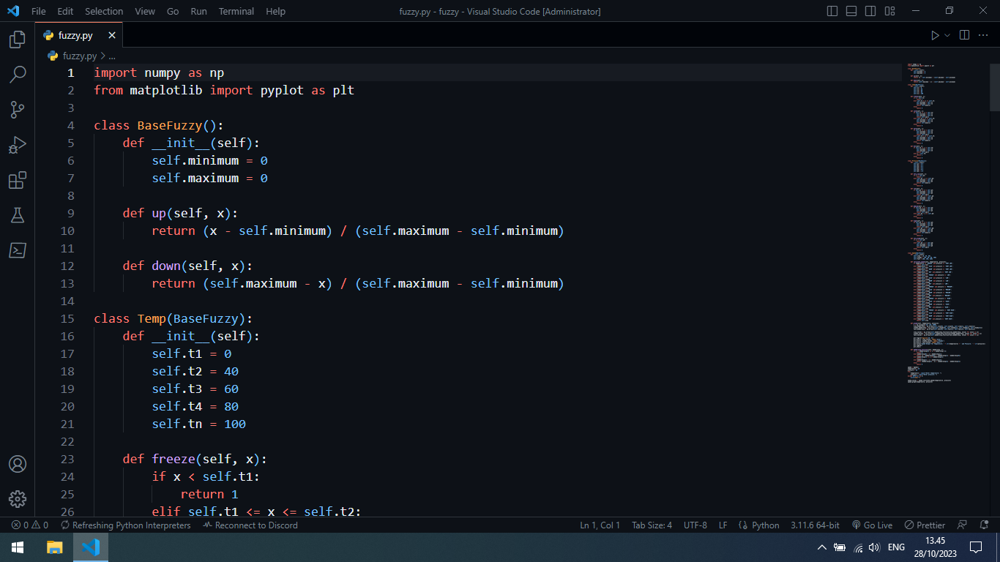 File Edit Selection View Go Run Terminal Help fuzzy.py - fuzzy - Visual Studio Code [Administrator]
fuzzy.py
fuzzy.py > ...
1 import numpy as np
2 from matplotlib import pyplot as plt
3
4 class BaseFuzzy():
5 def __init__(self):
6 self.minimum = 0
7 self.maximum = 0
8
9 def up(self, x):
10 return (x - self.minimum) / (self.maximum - self.minimum)
11
12 def down(self, x):
13 return (self.maximum - x) / (self.maximum - self.minimum)
14
15 class Temp(BaseFuzzy):
16 def __init__(self):
17 self.t1 = 0
18 self.t2 = 40
19 self.t3 = 60
20 self.t4 = 80
21 self.tn = 100
22
23 def freeze(self, x):
24 if x < self.t1:
25 return 1
26 elif self.t1 <= x <= self.t2:
0 0 Refreshing Python Interpreters Reconnect to Discord Ln 1, Col 1 Tab Size: 4 UTF-8 LF Python 3.11.6 64-bit Go Live Prettier
ENG 13.45
28/10/2023